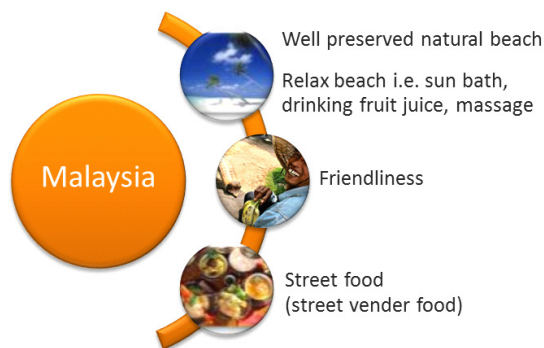 Malaysia
Well preserved natural beach
Relax beach i.e. sun bath,
drinking fruit juice, massage
Friendliness
Street food
(street vender food)